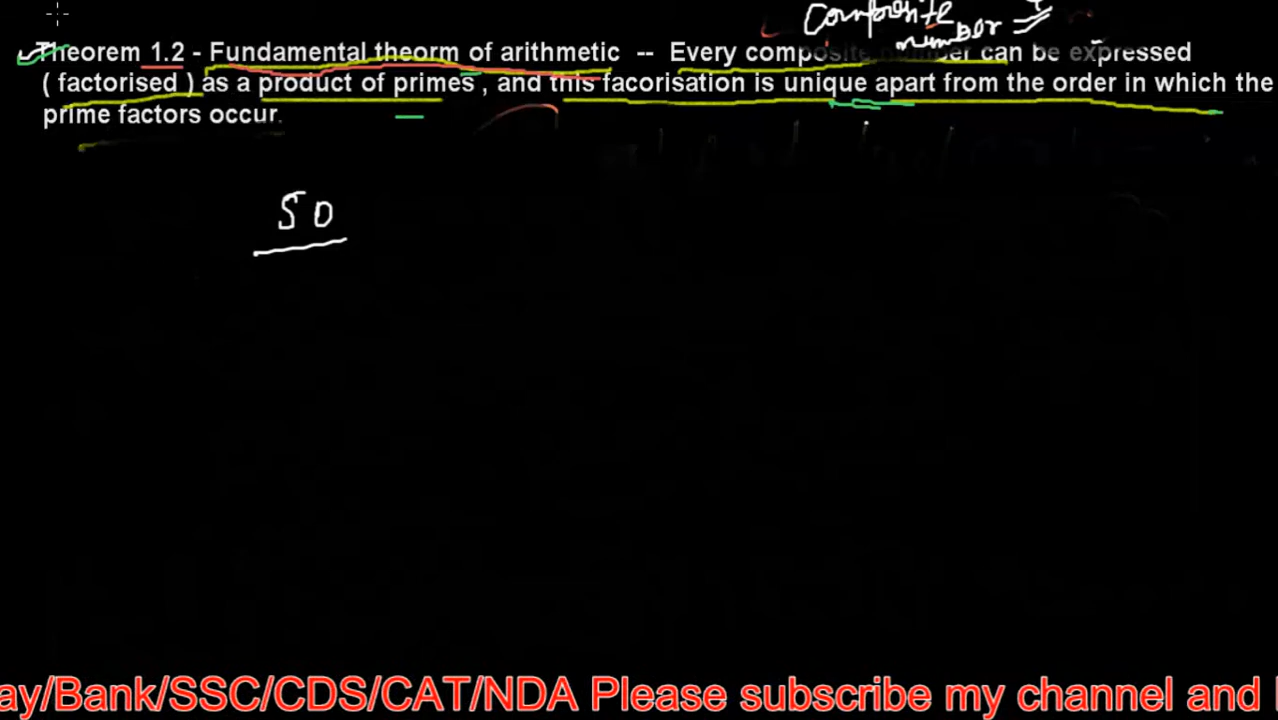 Composite
number
Theorem 1.2 - Fundamental theorm of arithmetic -- Every composite number can be expressed
( factorised ) as a product of primes , and this facorisation is unique apart from the order in which the
prime factors occur.
50
ay/Bank/SSC/CDS/CAT/NDA Please subscribe my channel and